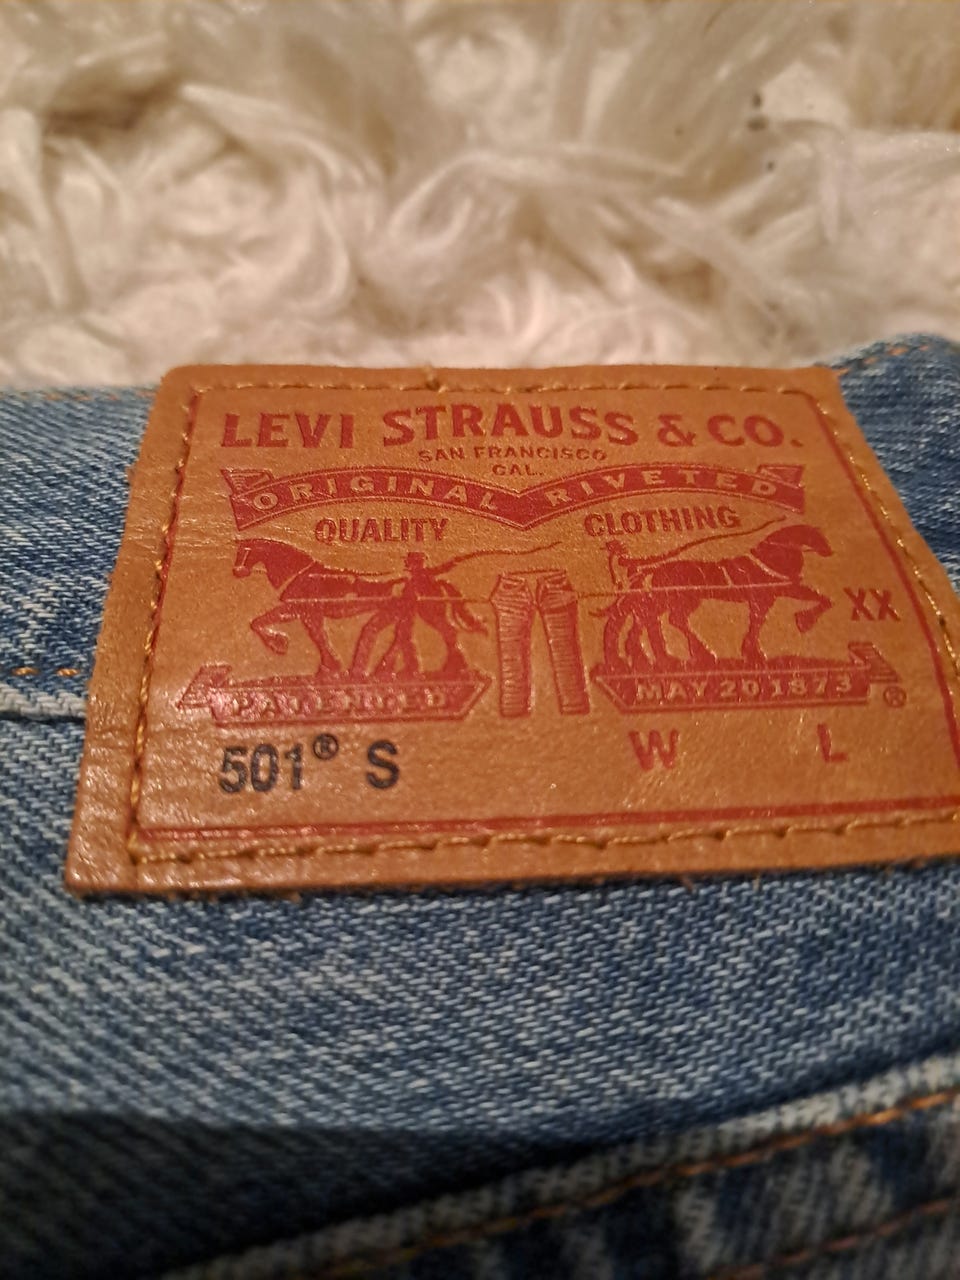 LEVI STRAUSS & CO.
SAN FRANCISCO
CAL.
ORIGINAL RIVETED
QUALITY CLOTHING
XX
PATENTED MAY 20 1873 ®
501® S W L